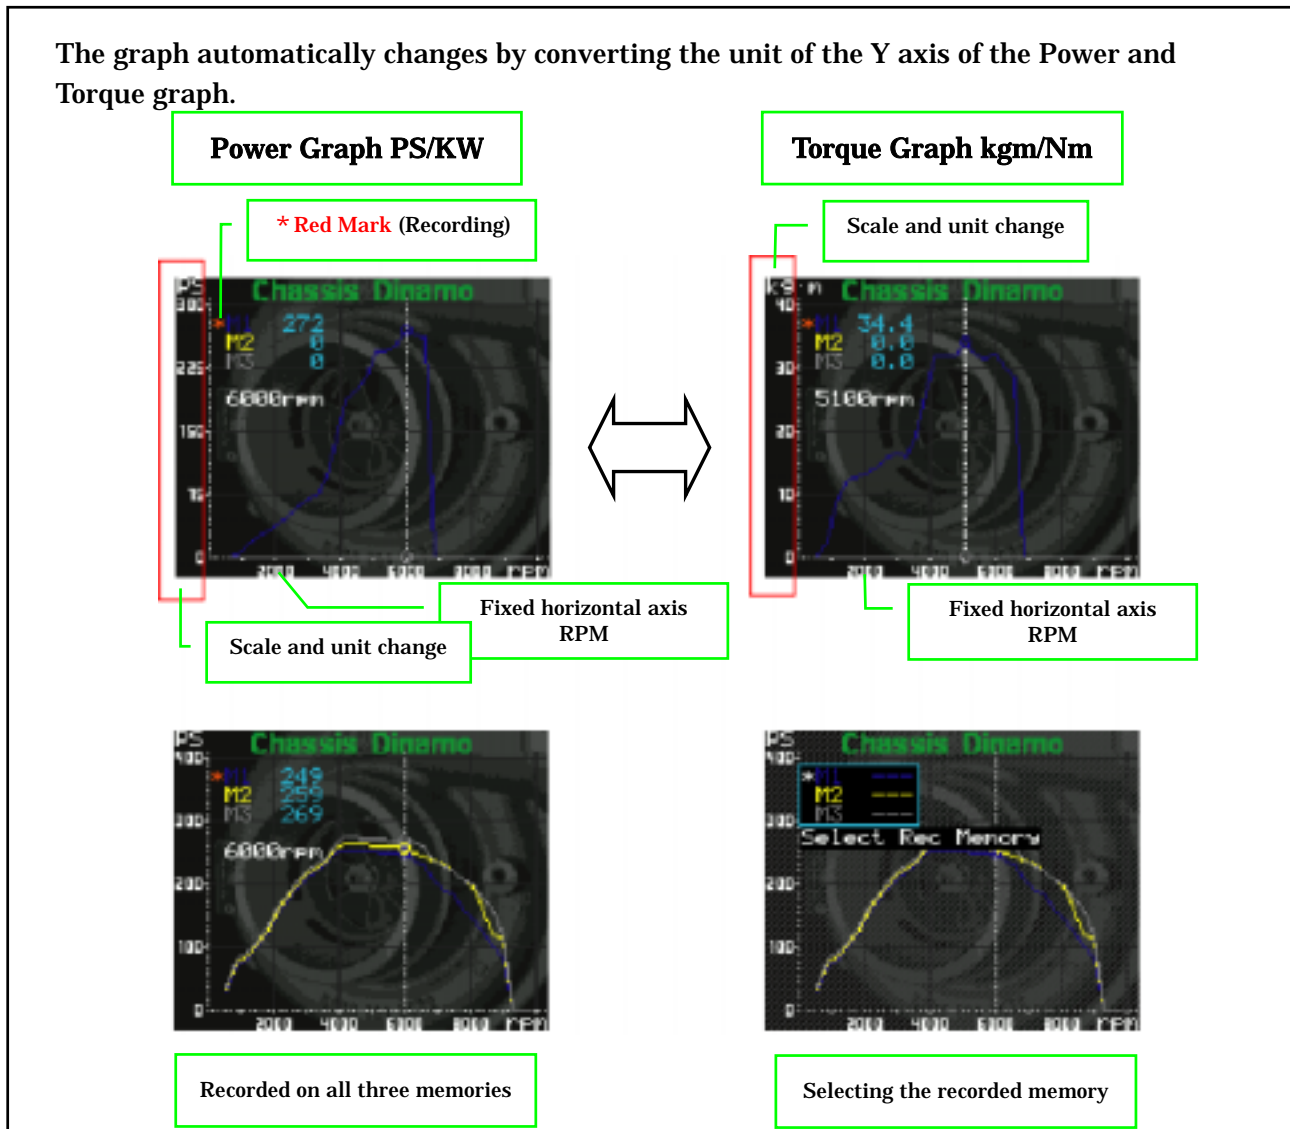 The graph automatically changes by converting the unit of the Y axis of the Power and
Torque graph.
Power Graph PS/KW
Torque Graph kgm/Nm
* Red Mark (Recording)
Scale and unit change
PS
Chassis Dinamo
300
*M1 272
M2 0
M3 0
225
6000rpm
150
75
0
2000 4000 6000 8000 rpm
kg·m
Chassis Dinamo
40
*M1 34.4
M2 0.0
M3 0.0
30
5100rpm
20
10
0
2000 4000 6000 8000 rpm
Fixed horizontal axis
RPM
Scale and unit change
Fixed horizontal axis
RPM
PS
Chassis Dinamo
400
*M1 249
M2 259
M3 269
300
6000rpm
200
100
0
2000 4000 6000 8000 rpm
PS
Chassis Dinamo
400
*M1 ---
M2 ---
M3 ---
300
Select Rec Memory
200
100
0
2000 4000 6000 8000 rpm
Recorded on all three memories
Selecting the recorded memory